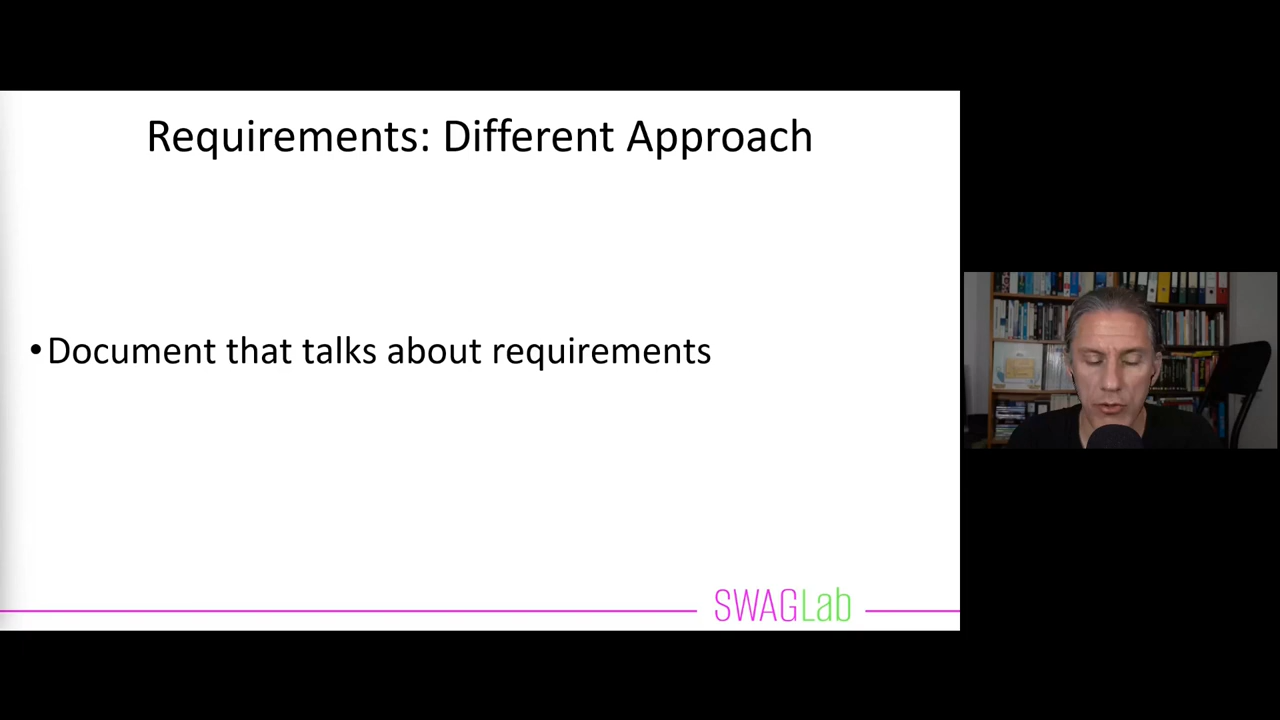 Requirements: Different Approach
•Document that talks about requirements
SWAGLab